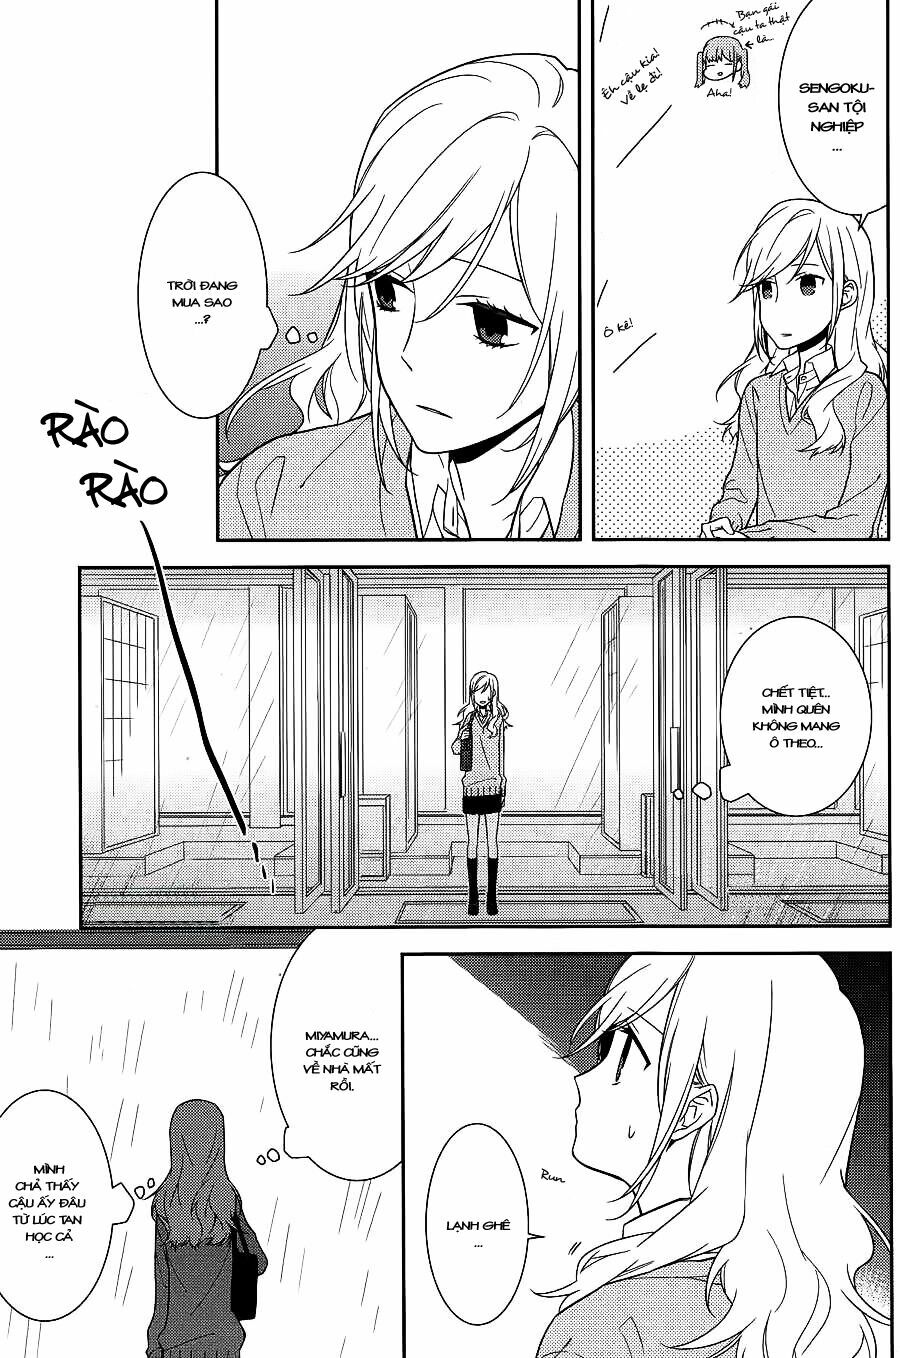 SENGOKU-
SAN TỘI
NGHIỆP
...
Bạn gái
cậu ta thật
là...
Aha!
Êh cậu kia!
Về lẹ đi!
Ô kê!
TRỜI ĐANG
MƯA SAO
...?
RÀO
RÀO
CHẾT TIỆT...
MÌNH QUÊN
KHÔNG MANG
Ô THEO...
LẠNH GHÊ
...
Run
MIYAMURA...
CHẮC CŨNG
VỀ NHÀ MẤT
RỒI.
MÌNH
CHẢ THẤY
CẬU ẤY ĐÂU
TỪ LÚC TAN
HỌC CẢ
...